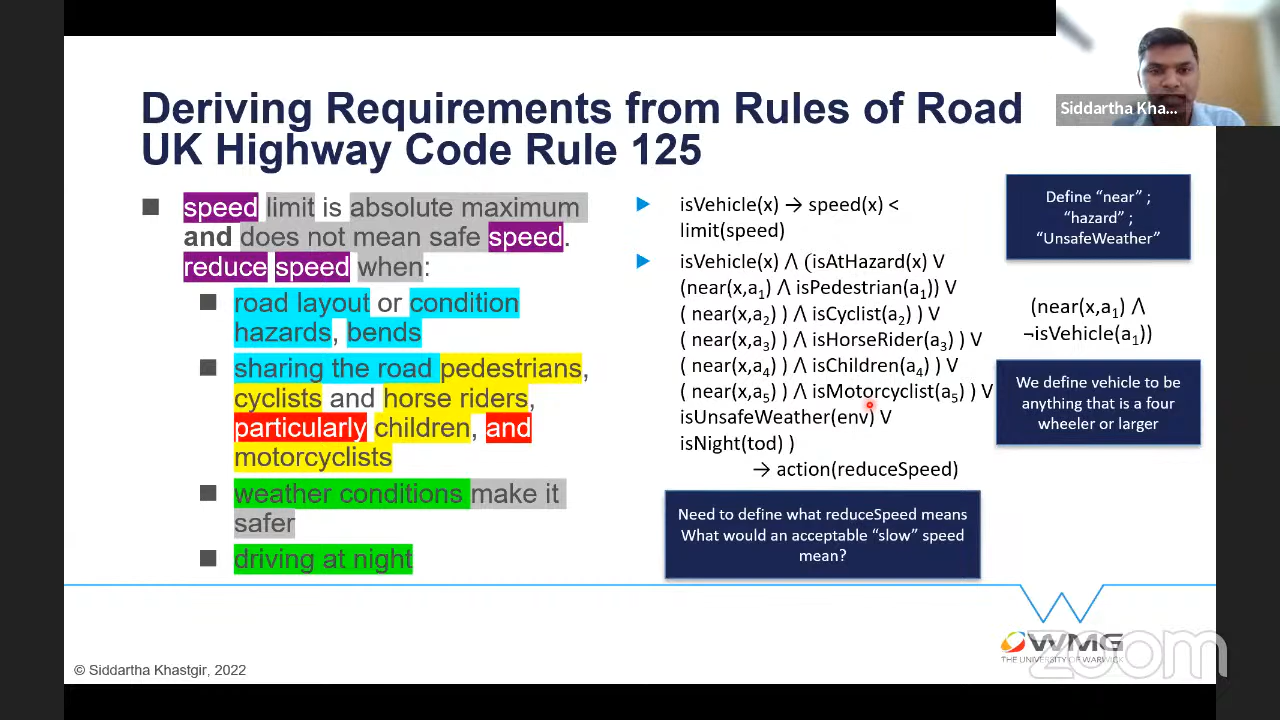 Siddartha Kha...
Deriving Requirements from Rules of Road
UK Highway Code Rule 125
speed limit is absolute maximum
and does not mean safe speed.
reduce speed when:
road layout or condition
hazards, bends
sharing the road pedestrians,
cyclists and horse riders,
particularly children, and
motorcyclists
weather conditions make it
safer
driving at night
isVehicle(x) → speed(x) <
limit(speed)
isVehicle(x) Ʌ (isAtHazard(x) V
(near(x,a₁) Ʌ isPedestrian(a₁)) V
( near(x,a₂) ) Ʌ isCyclist(a₂) ) V
( near(x,a₃) ) Ʌ isHorseRider(a₃) ) V
( near(x,a₄) ) Ʌ isChildren(a₄) ) V
( near(x,a₅) ) Ʌ isMotorcyclist(a₅) ) V
isUnsafeWeather(env) V
isNight(tod) )
→ action(reduceSpeed)
Need to define what reduceSpeed means
What would an acceptable “slow” speed
mean?
Define “near” ;
“hazard” ;
“UnsafeWeather”
(near(x,a₁) Ʌ
¬isVehicle(a₁))
We define vehicle to be
anything that is a four
wheeler or larger
© Siddartha Khastgir, 2022
WMG
THE UNIVERSITY OF WARWICK
zoom